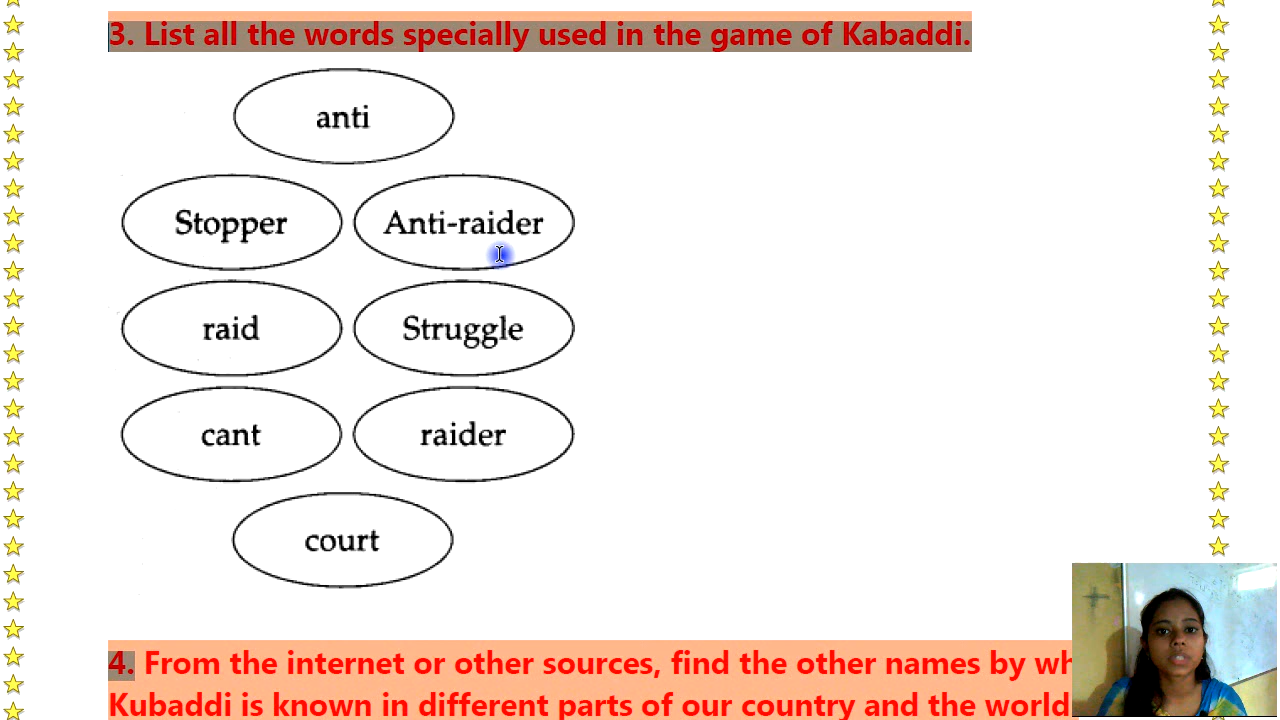 3. List all the words specially used in the game of Kabaddi.
anti
Stopper Anti-raider
raid Struggle
cant raider
court
4. From the internet or other sources, find the other names by
Kubaddi is known in different parts of our country and the world